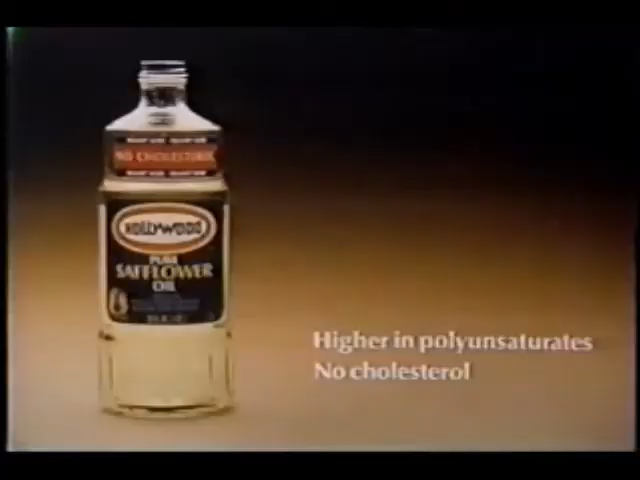 NO CHOLESTEROL
HOLLYWOOD
PURE
SAFFLOWER
OIL
Higher in polyunsaturates
No cholesterol